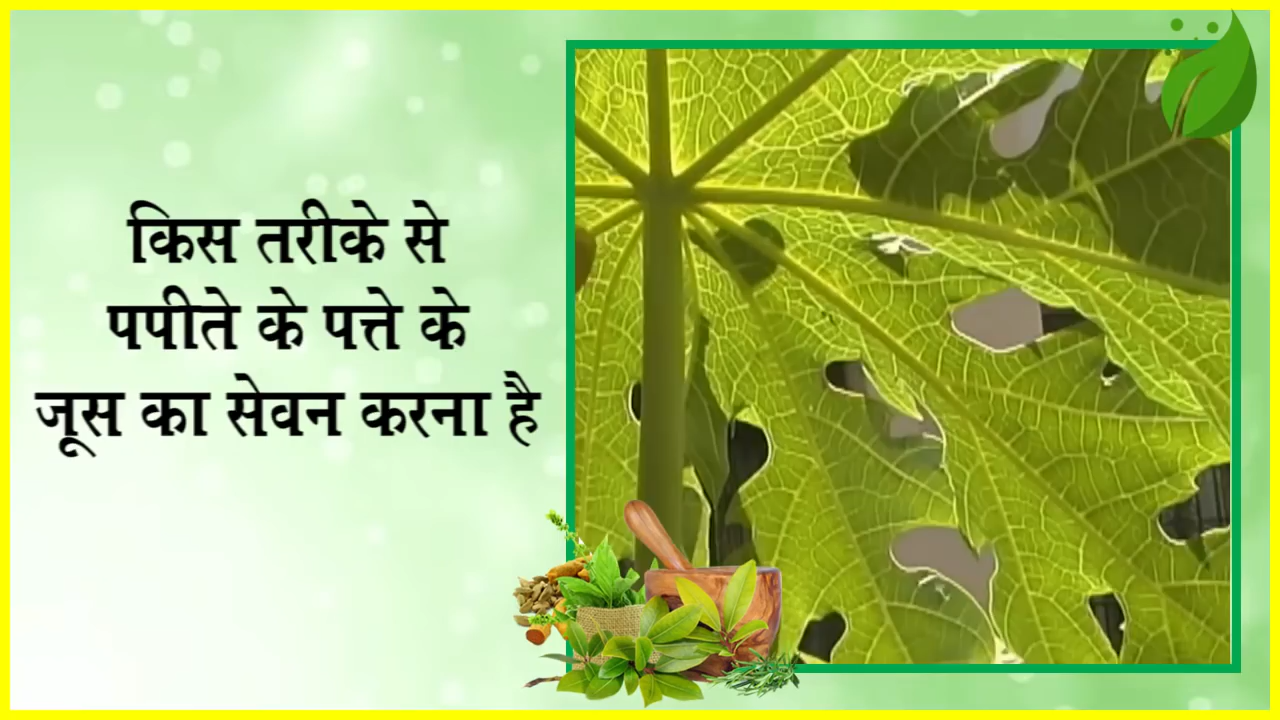 किस तरीके से
पपीते के पत्ते के
जूस का सेवन करना है